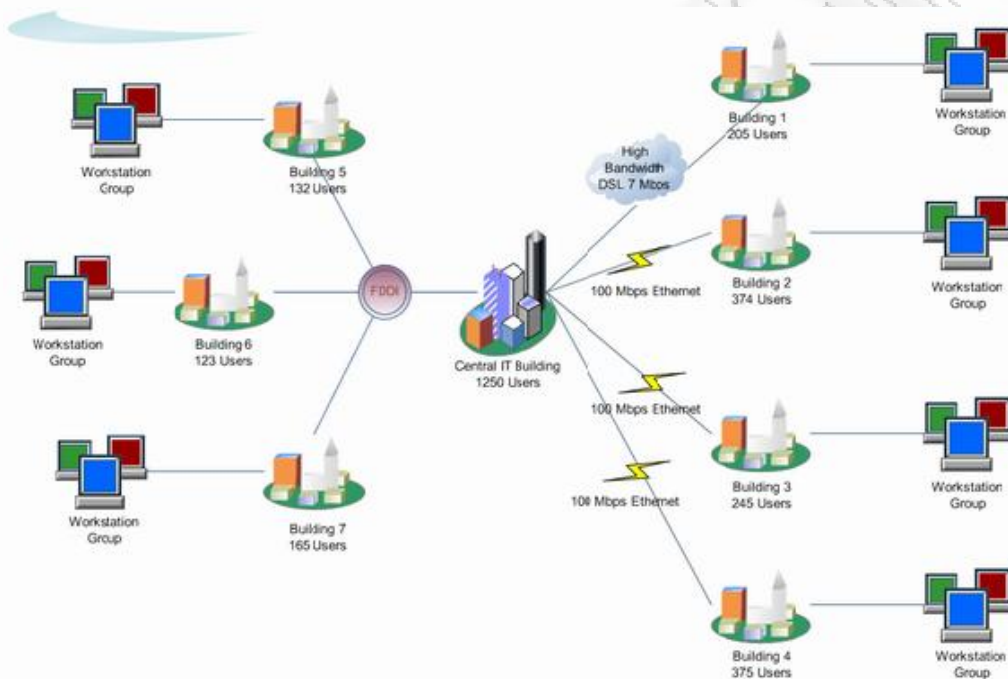 Building 1
205 Users
Workstation
Group
High
Bandwidth
DSL 7 Mbps
Workstation
Group
Building 5
132 Users
100 Mbps Ethernet
Building 2
374 Users
Workstation
Group
FDDI
Workstation
Group
Building 6
123 Users
Central IT Building
1250 Users
100 Mbps Ethernet
Building 3
245 Users
Workstation
Group
100 Mbps Ethernet
Workstation
Group
Building 7
165 Users
Building 4
375 Users
Workstation
Group